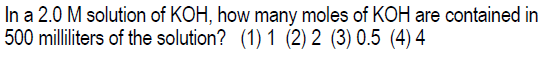 In a 2.0 M solution of KOH, how many moles of KOH are contained in
500 milliliters of the solution? (1) 1 (2) 2 (3) 0.5 (4) 4